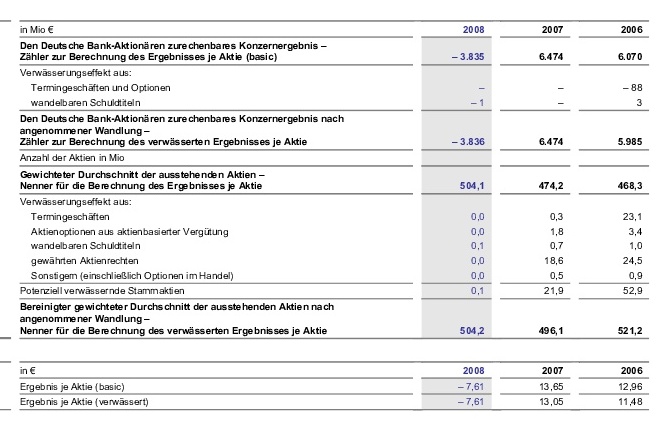 in Mio € 2008 2007 2006
Den Deutsche Bank-Aktionären zurechenbares Konzernergebnis –
Zähler zur Berechnung des Ergebnisses je Aktie (basic) – 3.835 6.474 6.070
Verwässerungseffekt aus:
Termingeschäften und Optionen – – – 88
wandelbaren Schuldtiteln – 1 – 3
Den Deutsche Bank-Aktionären zurechenbares Konzernergebnis nach
angenommener Wandlung –
Zähler zur Berechnung des verwässerten Ergebnisses je Aktie – 3.836 6.474 5.985
Anzahl der Aktien in Mio
Gewichteter Durchschnitt der ausstehenden Aktien –
Nenner für die Berechnung des Ergebnisses je Aktie 504,1 474,2 468,3
Verwässerungseffekt aus:
Termingeschäften 0,0 0,3 23,1
Aktienoptionen aus aktienbasierter Vergütung 0,0 1,8 3,4
wandelbaren Schuldtiteln 0,1 0,7 1,0
gewährten Aktienrechten 0,0 18,6 24,5
Sonstigem (einschließlich Optionen im Handel) 0,0 0,5 0,9
Potenziell verwässernde Stammaktien 0,1 21,9 52,9
Bereinigter gewichteter Durchschnitt der ausstehenden Aktien nach
angenommener Wandlung –
Nenner für die Berechnung des verwässerten Ergebnisses je Aktie 504,2 496,1 521,2
in € 2008 2007 2006
Ergebnis je Aktie (basic) – 7,61 13,65 12,96
Ergebnis je Aktie (verwässert) – 7,61 13,05 11,48